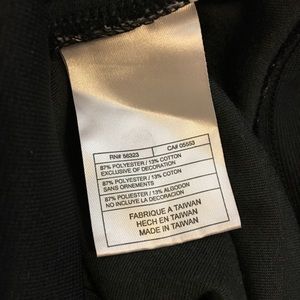 RN# 56323 CA# 05553
87% POLYESTER / 13% COTTON
EXCLUSIVE OF DECORATION
87% POLIESTER / 13% COTON
SANS ORNEMENTS
87% POLIESTER / 13% ALGODON
NO INCLUYE LA DECORACION
FABRIQUE A TAIWAN
HECH EN TAIWAN
MADE IN TAIWAN